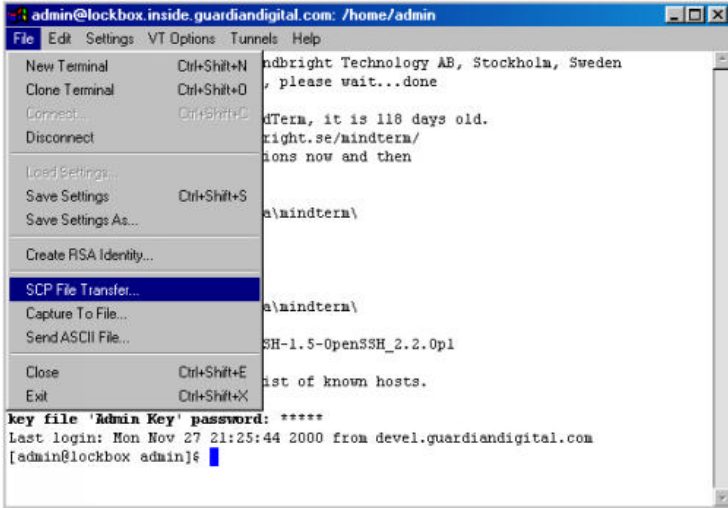 admin@lockbox.inside.guardiandigital.com: /home/admin
File Edit Settings VT Options Tunnels Help
New Terminal Ctrl+Shift+N
Clone Terminal Ctrl+Shift+O
Connect... Ctrl+Shift+C
Disconnect
Load Settings...
Save Settings Ctrl+Shift+S
Save Settings As...
Create RSA Identity...
SCP File Transfer...
Capture To File...
Send ASCII File...
Close Ctrl+Shift+E
Exit Ctrl+Shift+X
ndbright Technology AB, Stockholm, Sweden
, please wait...done
dTerm, it is 118 days old.
right.se/mindterm/
ions now and then
a\mindterm\
a\mindterm\
SH-1.5-OpenSSH_2.2.0p1
ist of known hosts.
key file 'Admin Key' password: *****
Last login: Mon Nov 27 21:25:44 2000 from devel.guardiandigital.com
[admin@lockbox admin]$